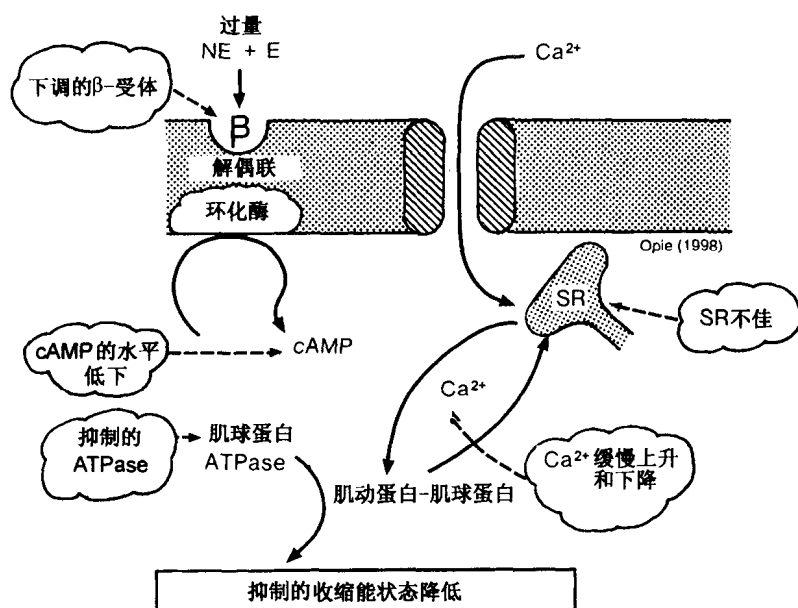 过量
NE + E
Ca²⁺
下调的β-受体
β
解偶联
环化酶
Opie (1998)
SR
SR不佳
cAMP的水平
低下
cAMP
Ca²⁺
抑制的
ATPase
肌球蛋白
ATPase
肌动蛋白-肌球蛋白
Ca²⁺缓慢上升
和下降
抑制的收缩能状态降低